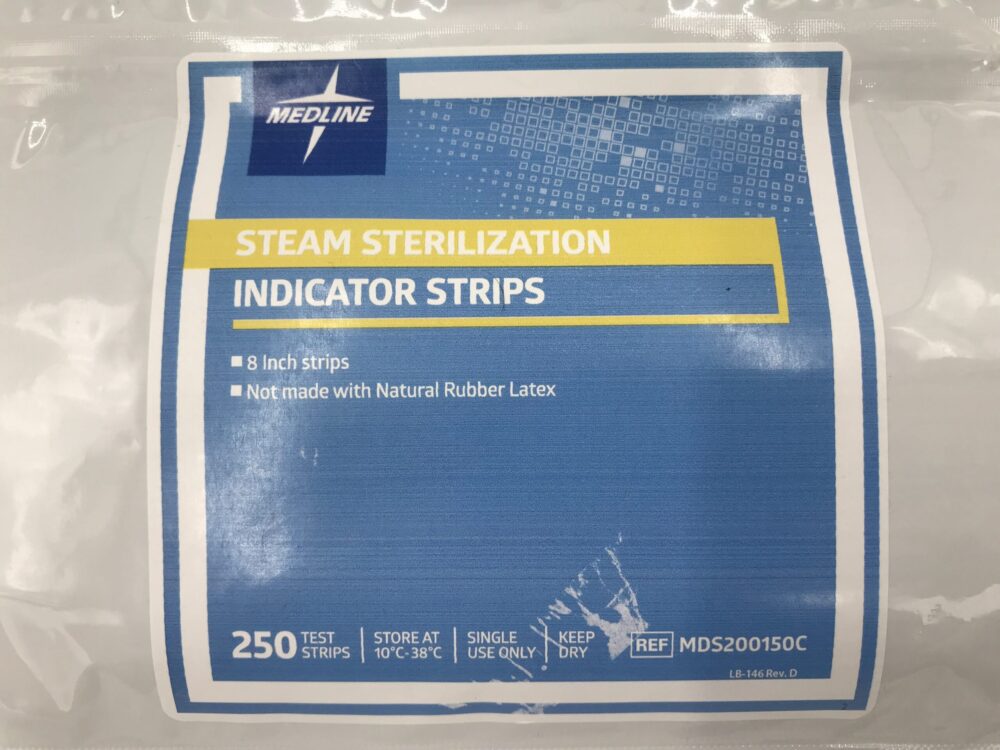 MEDLINE
STEAM STERILIZATION
INDICATOR STRIPS
■ 8 Inch strips
■ Not made with Natural Rubber Latex
250 TEST STRIPS | STORE AT 10°C-38°C | SINGLE USE ONLY | KEEP DRY REF MDS200150C
LB-146 Rev. D